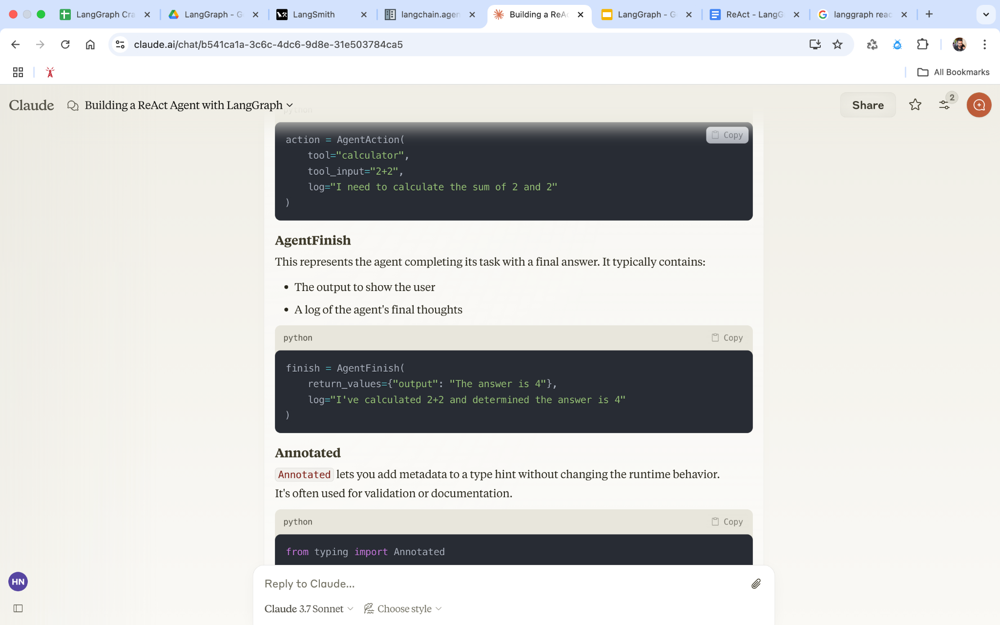 LangGraph Cra
LangGraph - G
LangSmith
langchain.agen
Building a ReAc
LangGraph - G
ReAct - LangG
langgraph reac
claude.ai/chat/b541ca1a-3c6c-4dc6-9d8e-31e503784ca5
All Bookmarks
Claude
Building a ReAct Agent with LangGraph
Share
2
python
Copy
action = AgentAction(
    tool="calculator",
    tool_input="2+2",
    log="I need to calculate the sum of 2 and 2"
)
AgentFinish
This represents the agent completing its task with a final answer. It typically contains:
• The output to show the user
• A log of the agent's final thoughts
python
Copy
finish = AgentFinish(
    return_values={"output": "The answer is 4"},
    log="I've calculated 2+2 and determined the answer is 4"
)
Annotated
Annotated lets you add metadata to a type hint without changing the runtime behavior.
It's often used for validation or documentation.
python
Copy
from typing import Annotated
HN
Reply to Claude...
Claude 3.7 Sonnet
Choose style